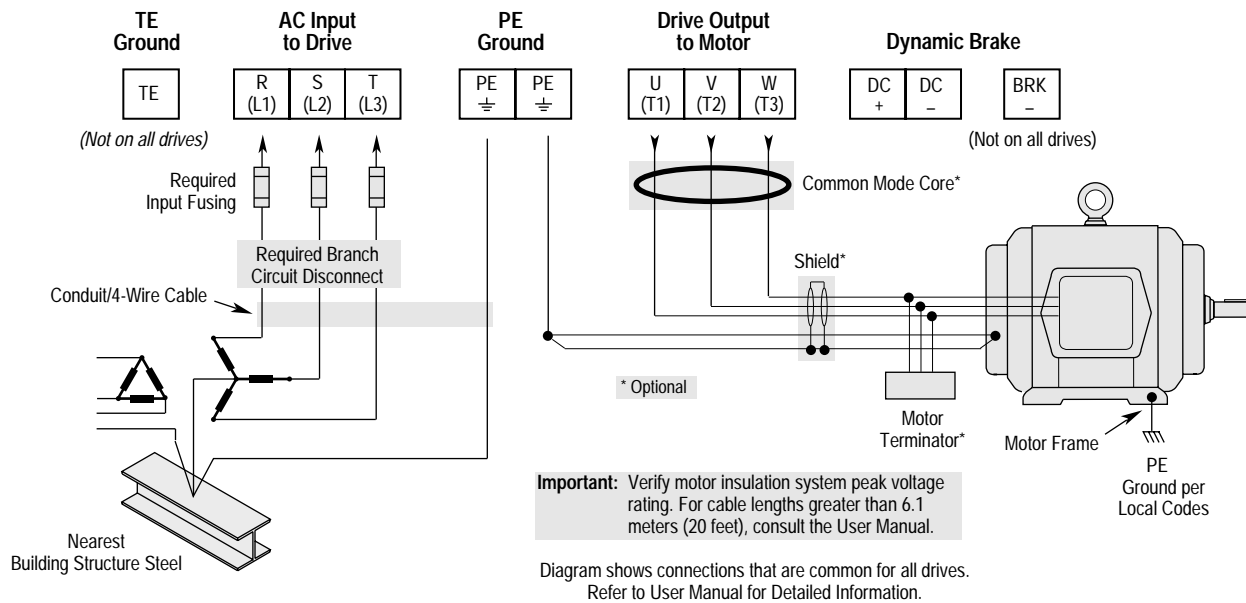 TE
Ground
AC Input
to Drive
PE
Ground
Drive Output
to Motor
Dynamic Brake
TE
R
(L1)
S
(L2)
T
(L3)
PE
PE
U
(T1)
V
(T2)
W
(T3)
DC
+
DC
–
BRK
–
(Not on all drives)
(Not on all drives)
Required
Input Fusing
Common Mode Core*
Required Branch
Circuit Disconnect
Shield*
Conduit/4-Wire Cable
* Optional
Motor
Terminator*
Motor Frame
PE
Ground per
Local Codes
Important: Verify motor insulation system peak voltage
rating. For cable lengths greater than 6.1
meters (20 feet), consult the User Manual.
Nearest
Building Structure Steel
Diagram shows connections that are common for all drives.
Refer to User Manual for Detailed Information.